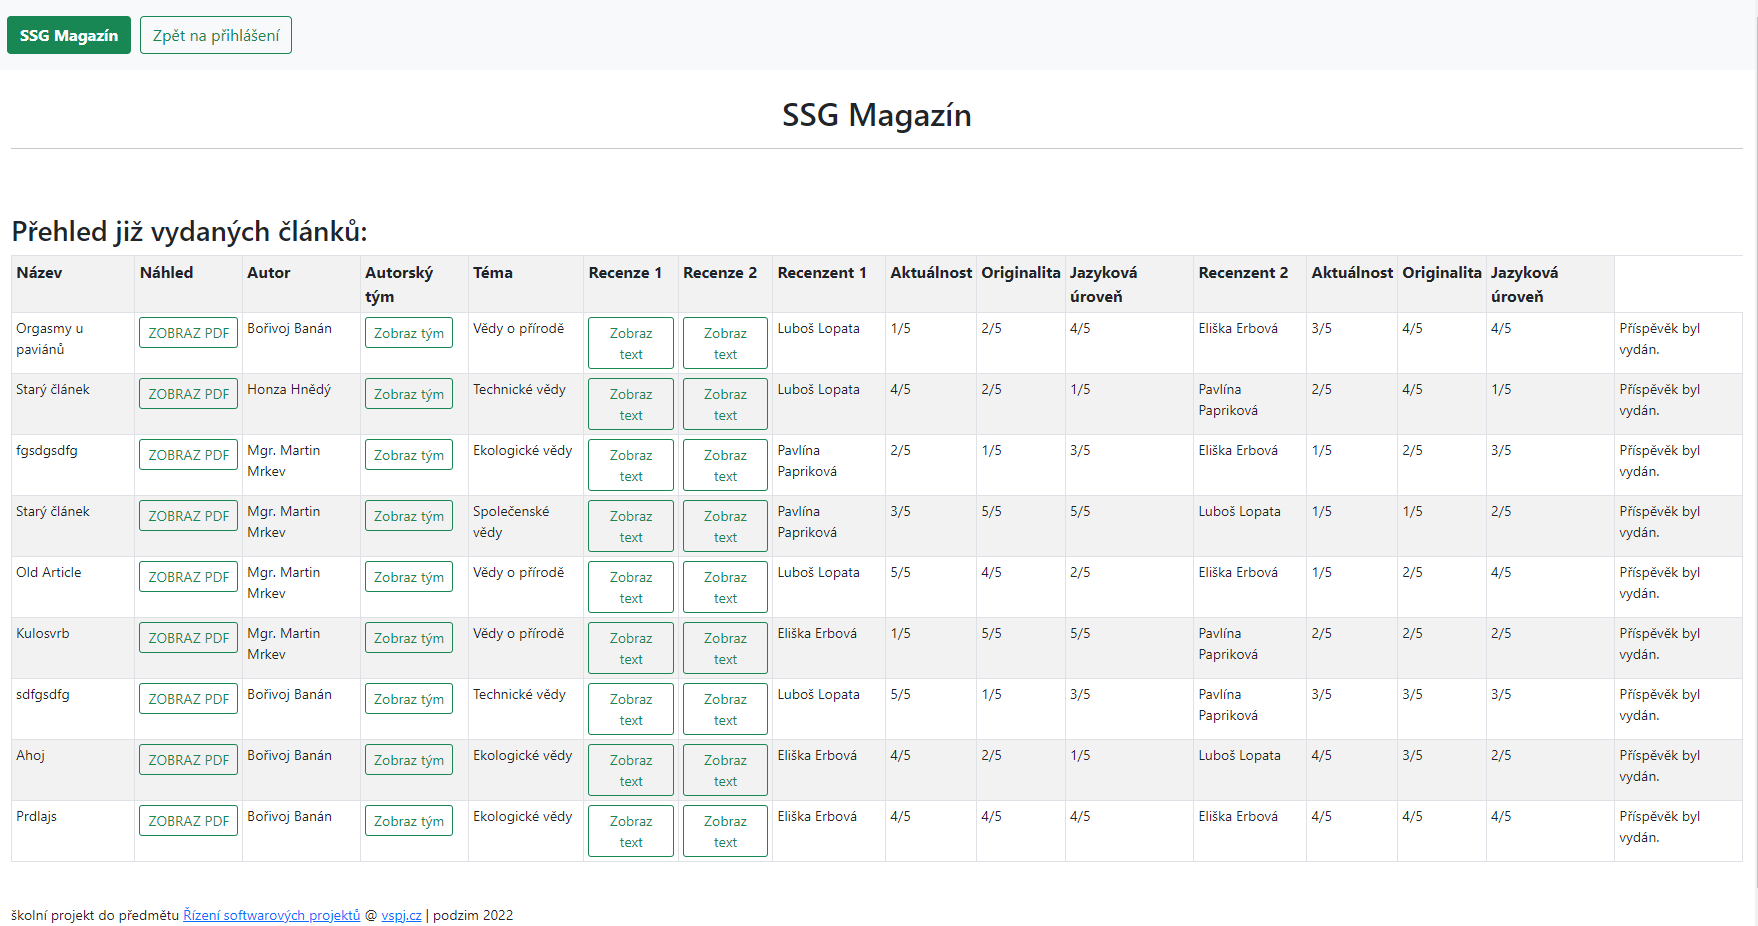 SSG Magazín Zpět na přihlášení
SSG Magazín
Přehled již vydaných článků:
Název Náhled Autor Autorský tým Téma Recenze 1 Recenze 2 Recenzent 1 Aktuálnost Originalita Jazyková úroveň Recenzent 2 Aktuálnost Originalita Jazyková úroveň
Orgasmy u paviánů ZOBRAZ PDF Bořivoj Banán Zobraz tým Vědy o přírodě Zobraz text Zobraz text Luboš Lopata 1/5 2/5 4/5 Eliška Erbová 3/5 4/5 4/5 Příspěvek byl vydán.
Starý článek ZOBRAZ PDF Honza Hnědý Zobraz tým Technické vědy Zobraz text Zobraz text Luboš Lopata 4/5 2/5 1/5 Pavlína Papriková 2/5 4/5 1/5 Příspěvěk byl vydán.
fgsdgsdfg ZOBRAZ PDF Mgr. Martin Mrkev Zobraz tým Ekologické vědy Zobraz text Zobraz text Pavlína Papriková 2/5 1/5 3/5 Eliška Erbová 1/5 2/5 3/5 Příspěvěk byl vydán.
Starý článek ZOBRAZ PDF Mgr. Martin Mrkev Zobraz tým Společenské vědy Zobraz text Zobraz text Pavlína Papriková 3/5 5/5 5/5 Luboš Lopata 1/5 1/5 2/5 Příspěvěk byl vydán.
Old Article ZOBRAZ PDF Mgr. Martin Mrkev Zobraz tým Vědy o přírodě Zobraz text Zobraz text Luboš Lopata 5/5 4/5 2/5 Eliška Erbová 1/5 2/5 4/5 Příspěvěk byl vydán.
Kulosvrb ZOBRAZ PDF Mgr. Martin Mrkev Zobraz tým Vědy o přírodě Zobraz text Zobraz text Eliška Erbová 1/5 5/5 5/5 Pavlína Papriková 2/5 2/5 2/5 Příspěvěk byl vydán.
sdfgsdfg ZOBRAZ PDF Bořivoj Banán Zobraz tým Technické vědy Zobraz text Zobraz text Luboš Lopata 5/5 1/5 3/5 Pavlína Papriková 3/5 3/5 3/5 Příspěvěk byl vydán.
Ahoj ZOBRAZ PDF Bořivoj Banán Zobraz tým Ekologické vědy Zobraz text Zobraz text Eliška Erbová 4/5 2/5 1/5 Luboš Lopata 4/5 3/5 2/5 Příspěvěk byl vydán.
Prdlajs ZOBRAZ PDF Bořivoj Banán Zobraz tým Ekologické vědy Zobraz text Zobraz text Eliška Erbová 4/5 4/5 4/5 Eliška Erbová 4/5 4/5 4/5 Příspěvěk byl vydán.
školní projekt do předmětu Řízení softwarových projektů @ vspj.cz | podzim 2022